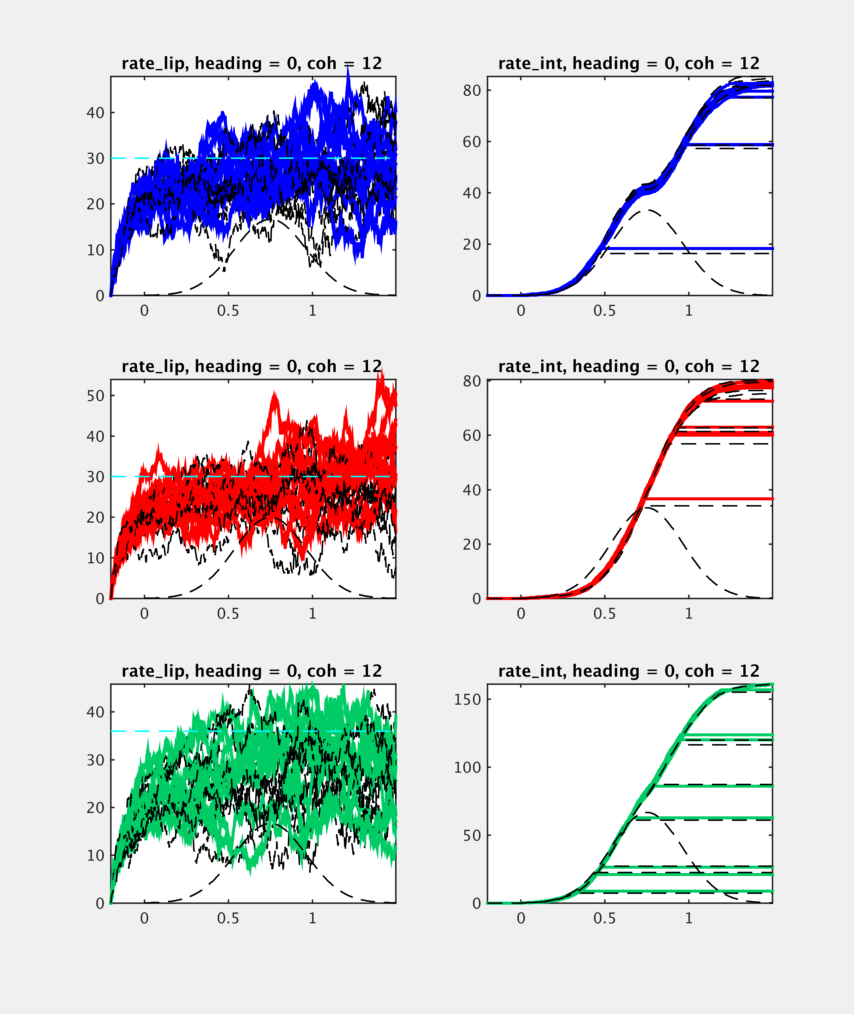 rate_lip, heading = 0, coh = 12
40
30
20
10
0
0 0.5 1
rate_int, heading = 0, coh = 12
80
60
40
20
0
0 0.5 1
rate_lip, heading = 0, coh = 12
50
40
30
20
10
0
0 0.5 1
rate_int, heading = 0, coh = 12
80
60
40
20
0
0 0.5 1
rate_lip, heading = 0, coh = 12
40
30
20
10
0
0 0.5 1
rate_int, heading = 0, coh = 12
150
100
50
0
0 0.5 1